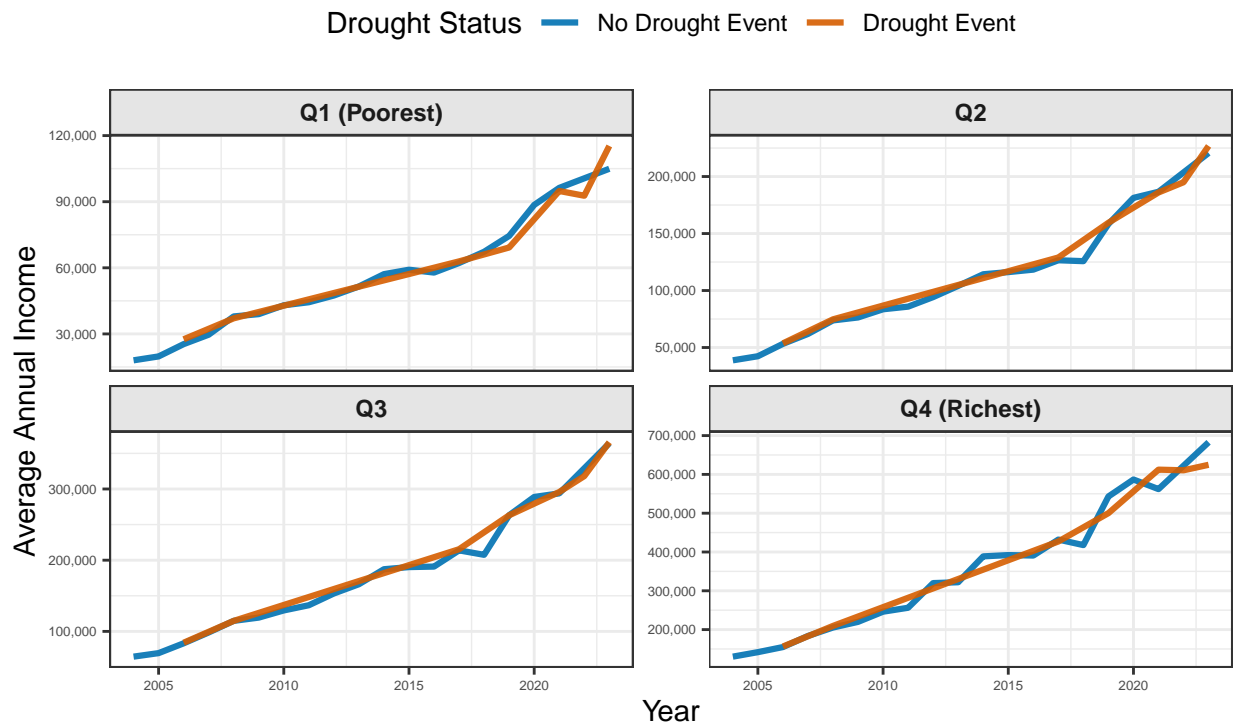 Drought Status No Drought Event Drought Event
Q1 (Poorest)
Q2
120,000
90,000
60,000
30,000
200,000
150,000
100,000
50,000
Q3
Q4 (Richest)
300,000
200,000
100,000
700,000
600,000
500,000
400,000
300,000
200,000
2005 2010 2015 2020
2005 2010 2015 2020
Average Annual Income
Year